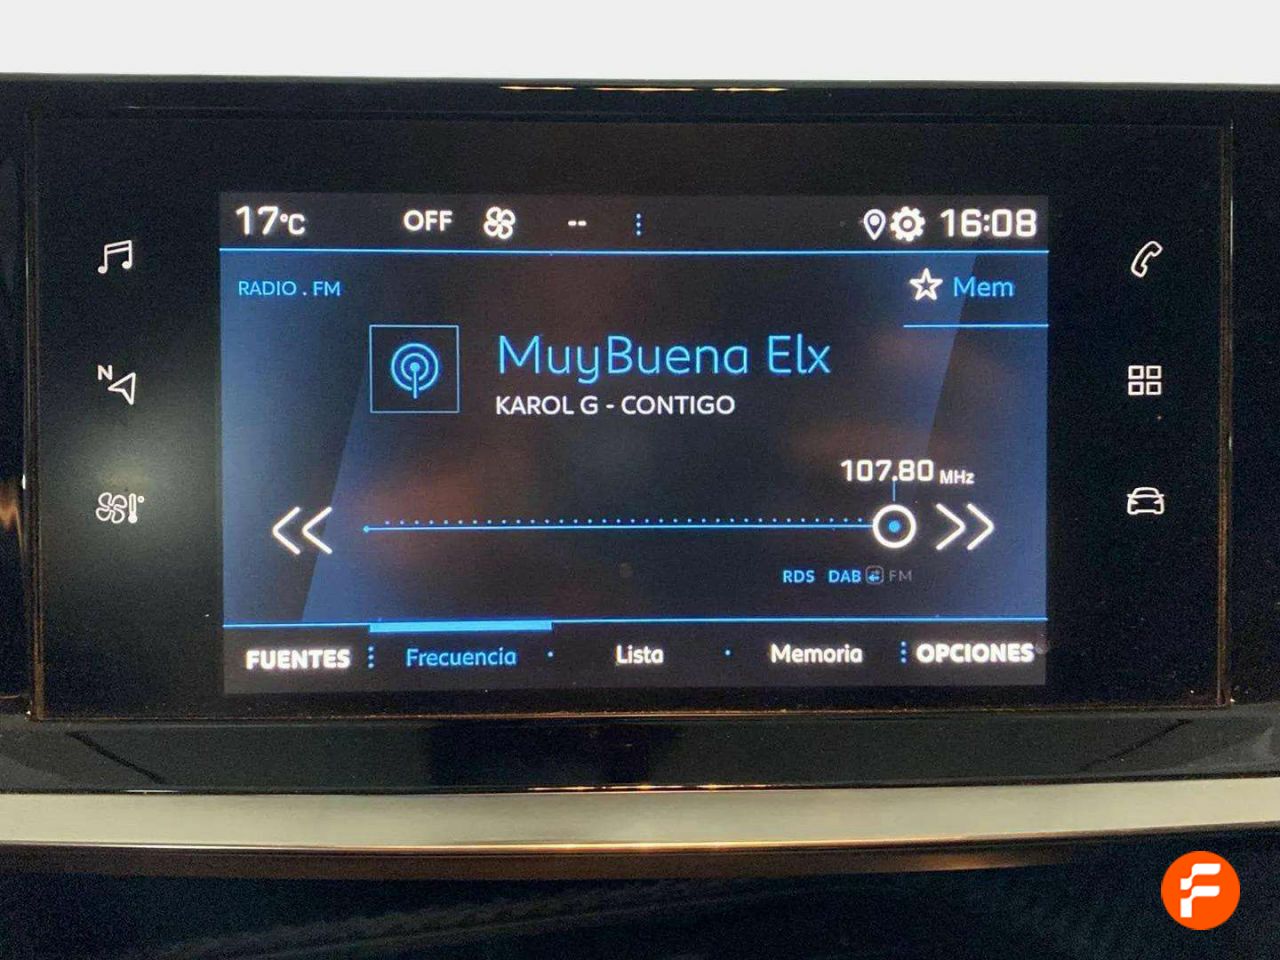 17°C OFF -- 16:08
RADIO . FM
Mem
MuyBuena Elx
KAROL G - CONTIGO
N
107.80 MHz
RDS DAB FM
FUENTES Frecuencia Lista Memoria OPCIONES
F